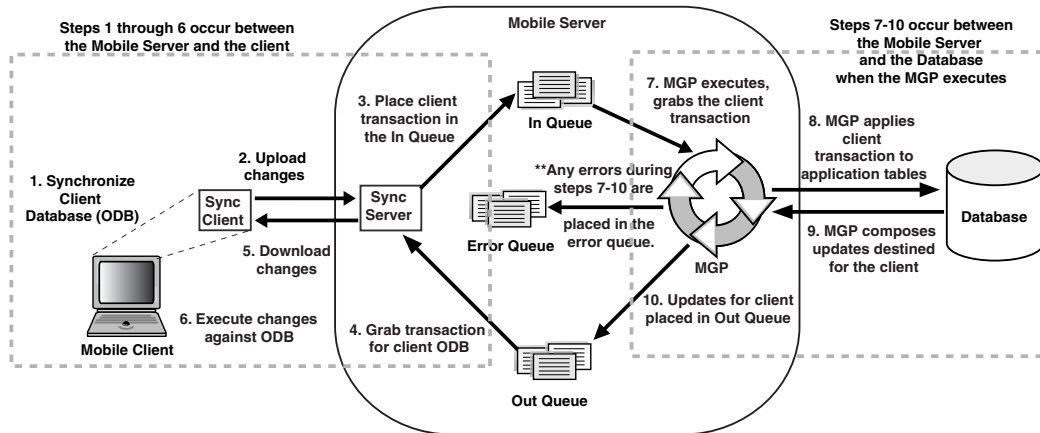 Mobile Server
Steps 1 through 6 occur between
the Mobile Server and the client
Steps 7-10 occur between
the Mobile Server
and the Database
when the MGP executes
3. Place client
transaction in
the In Queue
In Queue
7. MGP executes,
grabs the client
transaction
8. MGP applies
client
transaction to
application tables
2. Upload
changes
1. Synchronize
Client
Database (ODB)
Sync
Client
Sync
Server
**Any errors during
steps 7-10 are
placed in the
error queue.
Error Queue
MGP
Database
5. Download
changes
9. MGP composes
updates destined
for the client
6. Execute changes
against ODB
Mobile Client
4. Grab transaction
for client ODB
10. Updates for client
placed in Out Queue
Out Queue